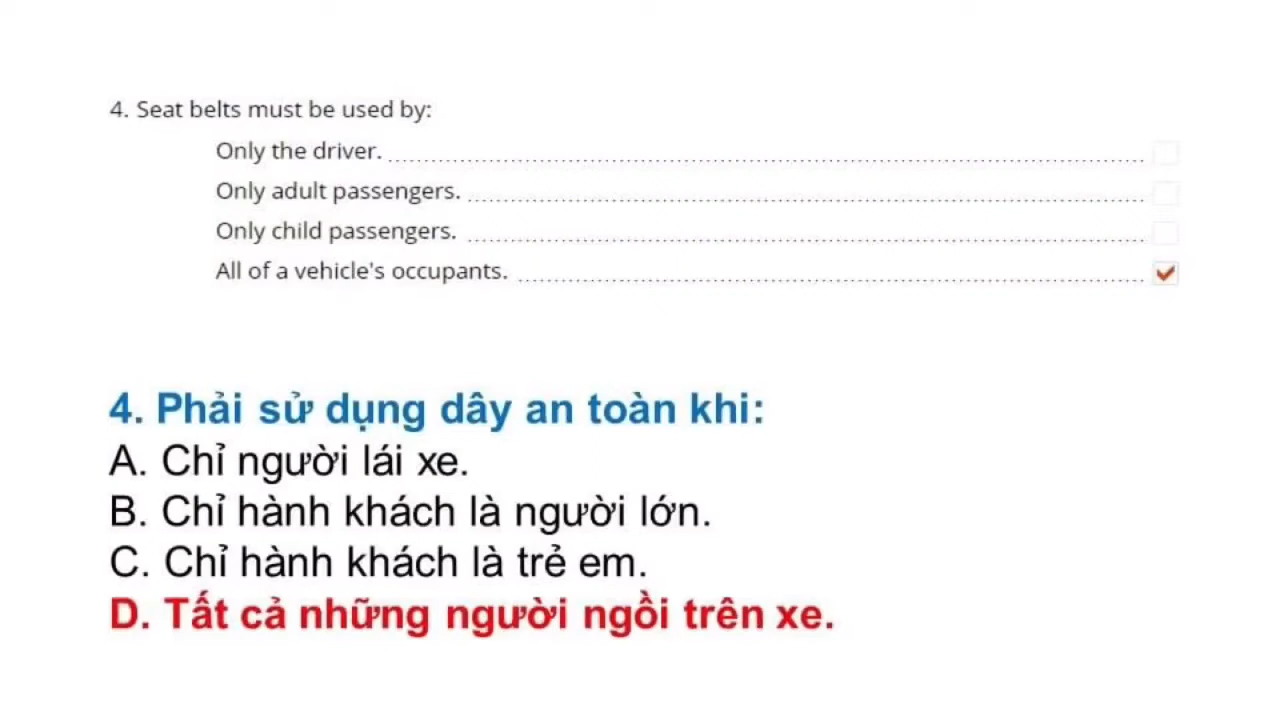 4. Seat belts must be used by:
Only the driver.
Only adult passengers.
Only child passengers.
All of a vehicle's occupants.
4. Phải sử dụng dây an toàn khi:
A. Chỉ người lái xe.
B. Chỉ hành khách là người lớn.
C. Chỉ hành khách là trẻ em.
D. Tất cả những người ngồi trên xe.